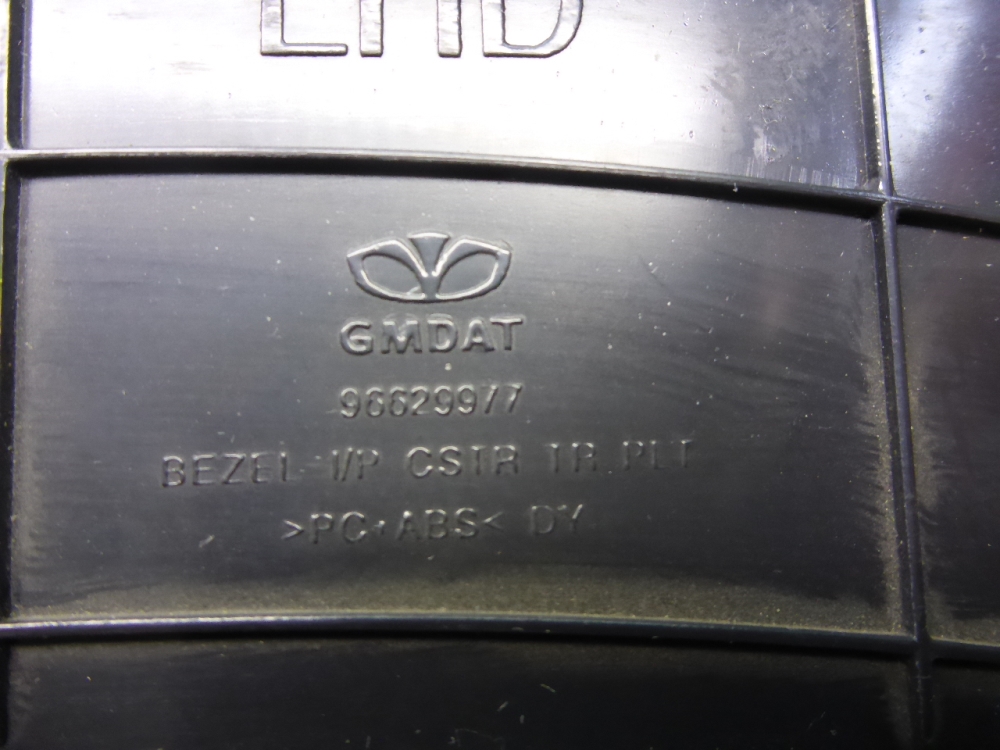 LHD
GMDAT
96629977
BEZEL-I/P CSTR TR PLT
>PC+ABS< DY